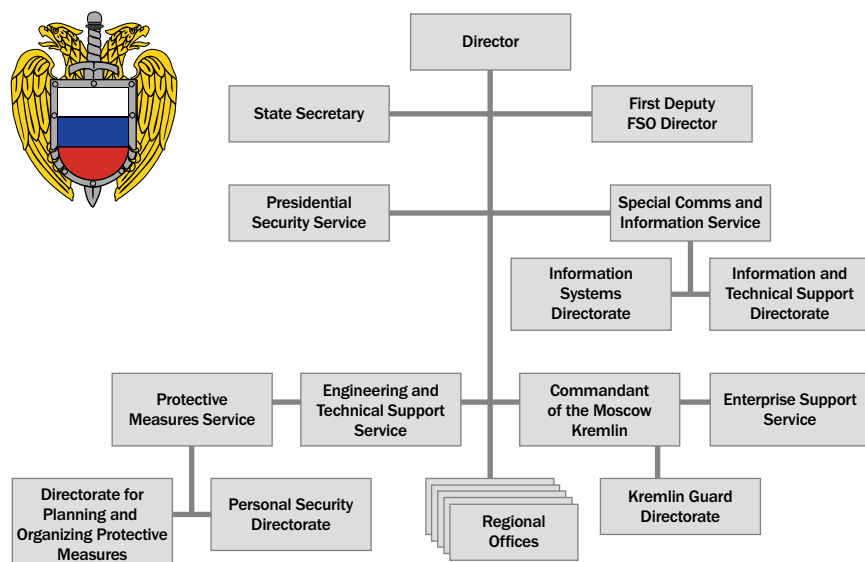 Director
State Secretary
First Deputy
FSO Director
Presidential
Security Service
Special Comms and
Information Service
Information
Systems
Directorate
Information and
Technical Support
Directorate
Protective
Measures Service
Engineering and
Technical Support
Service
Commandant
of the Moscow
Kremlin
Enterprise Support
Service
Directorate for
Planning and
Organizing Protective
Measures
Personal Security
Directorate
Regional
Offices
Kremlin Guard
Directorate